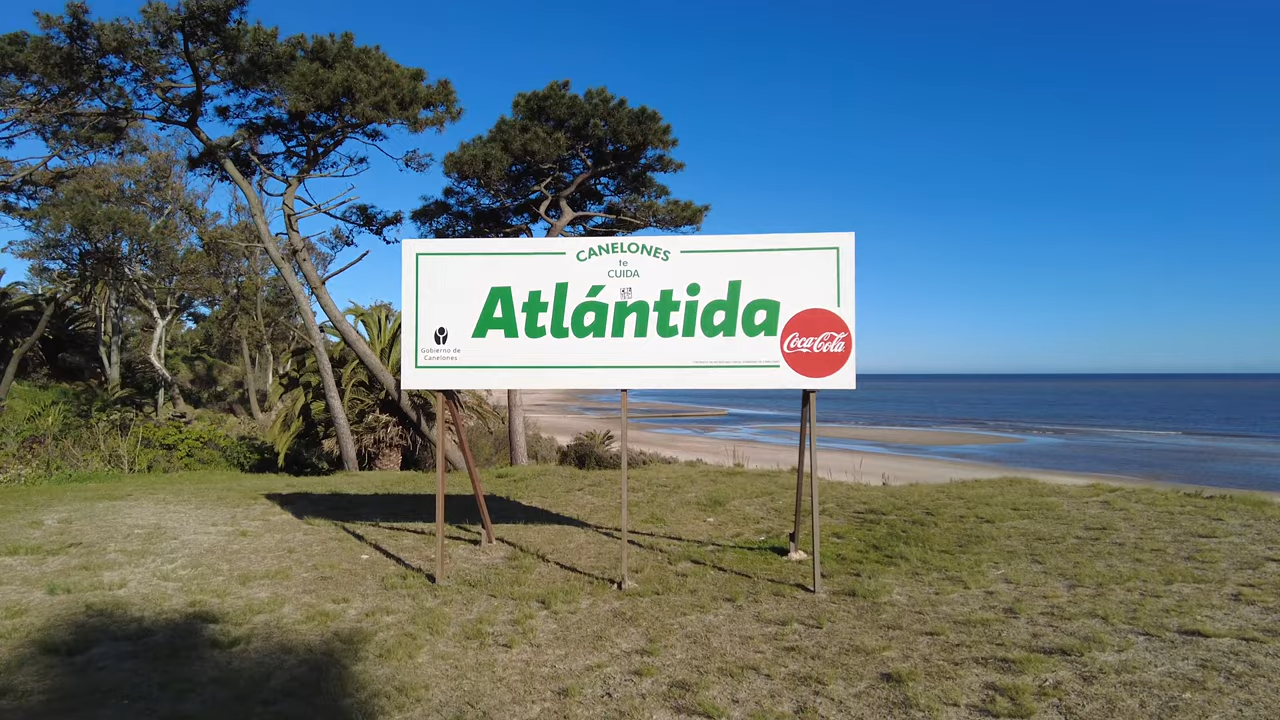 CANELONES
te
CUIDA
Atlántida
Gobierno de
Canelones
Coca-Cola